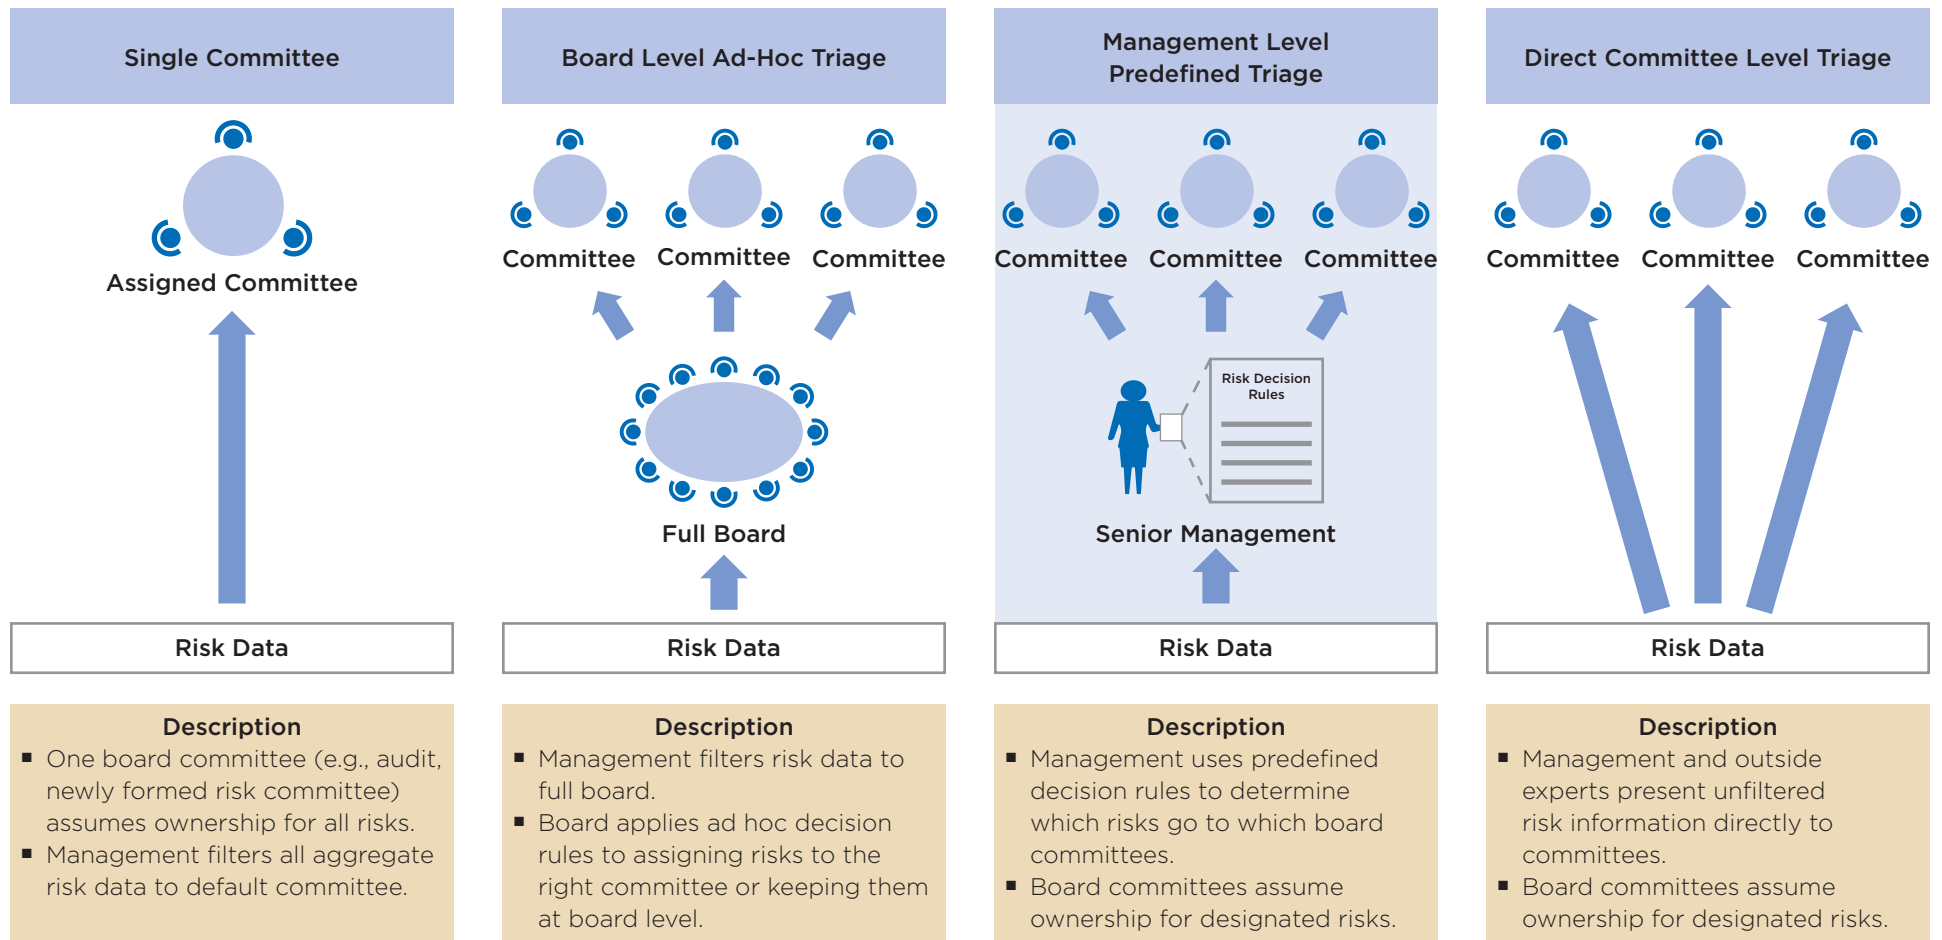 Single Committee
Assigned Committee
Risk Data
Description
▪ One board committee (e.g., audit,
newly formed risk committee)
assumes ownership for all risks.
▪ Management filters all aggregate
risk data to default committee.
Board Level Ad-Hoc Triage
Committee
Committee
Committee
Full Board
Risk Data
Description
▪ Management filters risk data to
full board.
▪ Board applies ad hoc decision
rules to assigning risks to the
right committee or keeping them
at board level.
Management Level
Predefined Triage
Committee
Committee
Committee
Risk Decision
Rules
Senior Management
Risk Data
Description
▪ Management uses predefined
decision rules to determine
which risks go to which board
committees.
▪ Board committees assume
ownership for designated risks.
Direct Committee Level Triage
Committee
Committee
Committee
Risk Data
Description
▪ Management and outside
experts present unfiltered
risk information directly to
committees.
▪ Board committees assume
ownership for designated risks.